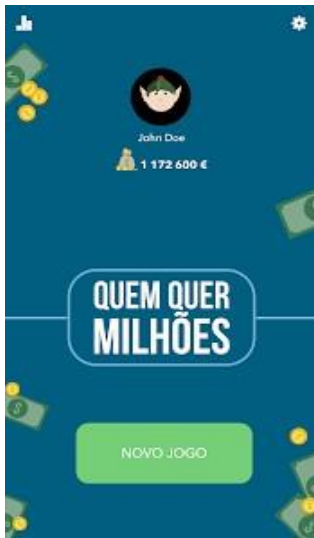 John Doe
1 172 600 €
QUEM QUER
MILHÕES
NOVO JOGO